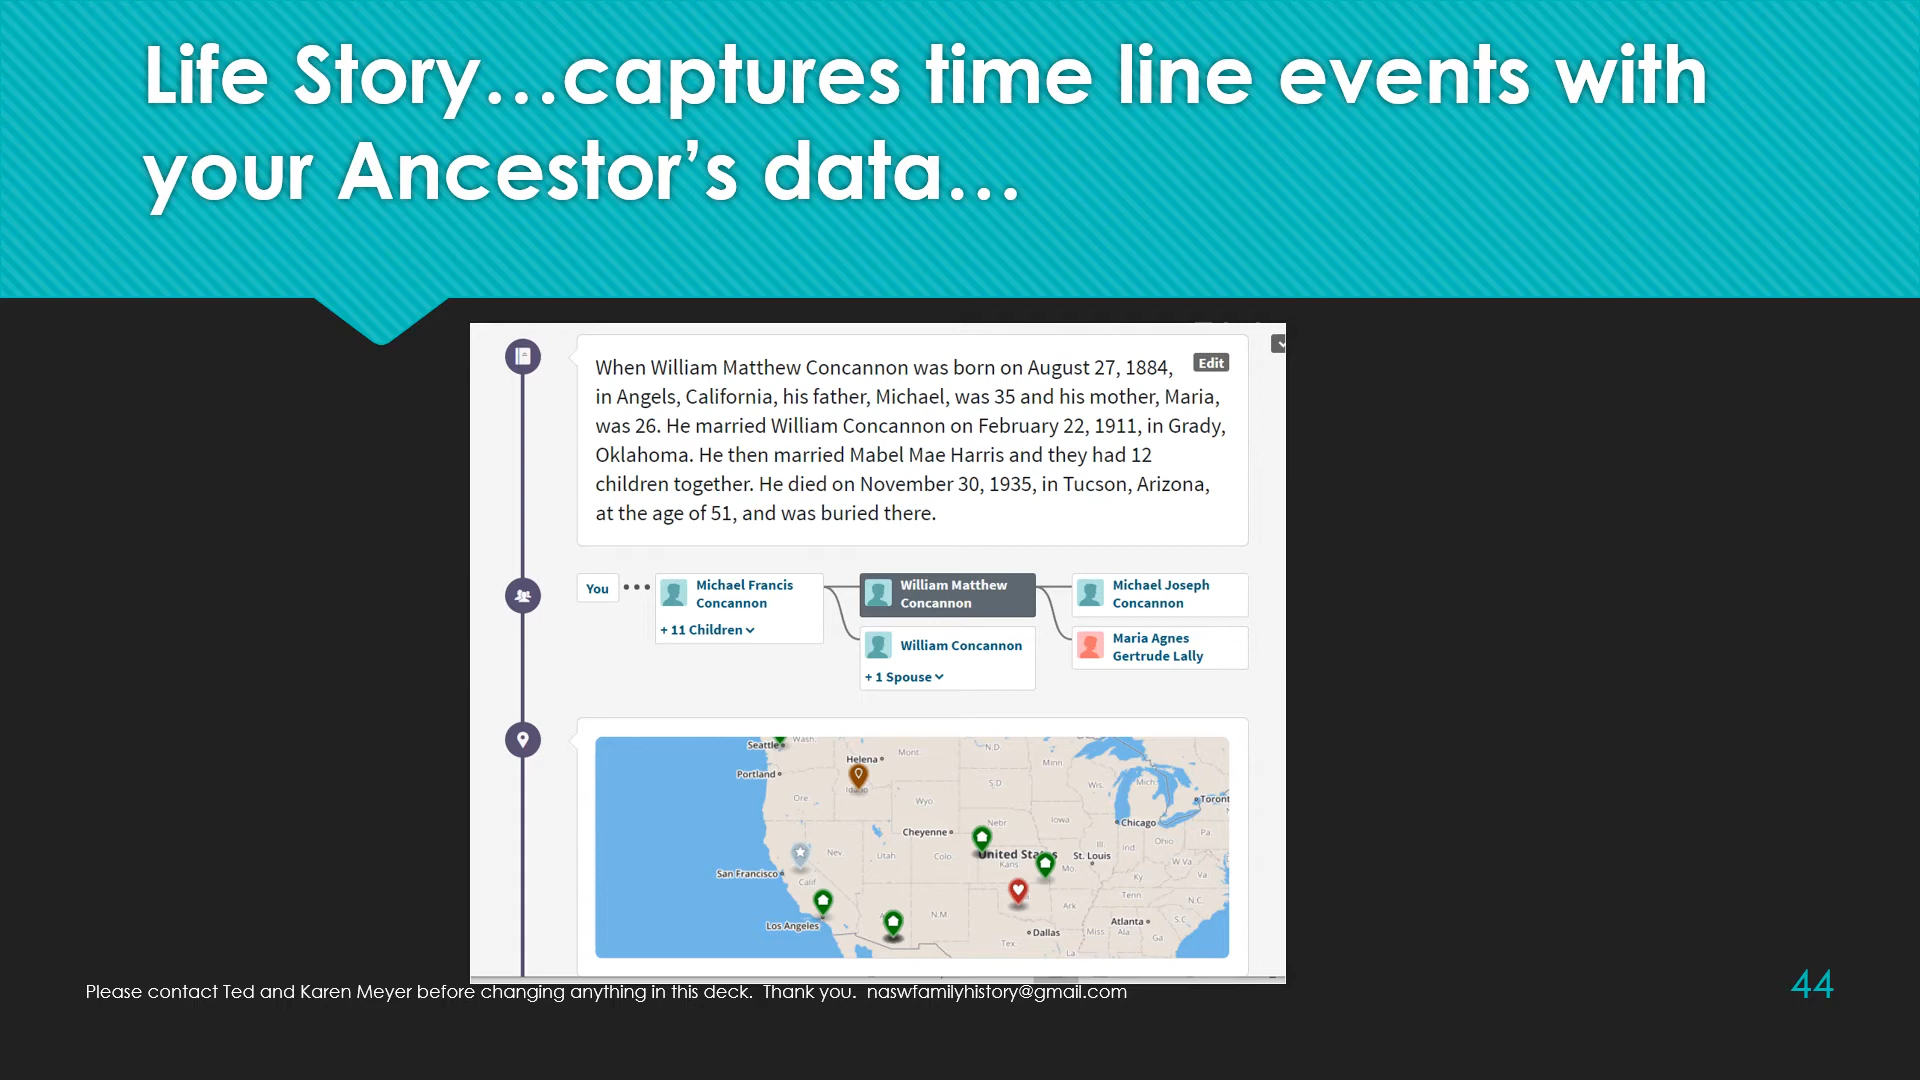 Life Story...captures time line events with
your Ancestor’s data...
When William Matthew Concannon was born on August 27, 1884,
Edit
in Angels, California, his father, Michael, was 35 and his mother, Maria,
was 26. He married William Concannon on February 22, 1911, in Grady,
Oklahoma. He then married Mabel Mae Harris and they had 12
children together. He died on November 30, 1935, in Tucson, Arizona,
at the age of 51, and was buried there.
You
Michael Francis
Concannon
+ 11 Children
William Matthew
Concannon
William Concannon
+ 1 Spouse
Michael Joseph
Concannon
Maria Agnes
Gertrude Lally
Seattle
Wash.
Helena
Mont.
N.D.
Minn.
Portland
Idaho
S.D.
Wis.
Mich.
Toront
Ore.
Wyo.
Cheyenne
Nebr
Iowa
Chicago
Pa.
Nev.
Utah
Colo.
United States
Kans.
Mo.
St. Louis
Ind.
Ohio
W Va.
San Francisco
Calif
Ky
Va
Los Angeles
N.M.
Ark
Tenn.
N.C.
Atlanta
S.C
Dallas
Tex.
Miss.
Ala.
Ga
La
Please contact Ted and Karen Meyer before changing anything in this deck. Thank you. naswfamilyhistory@gmail.com
44